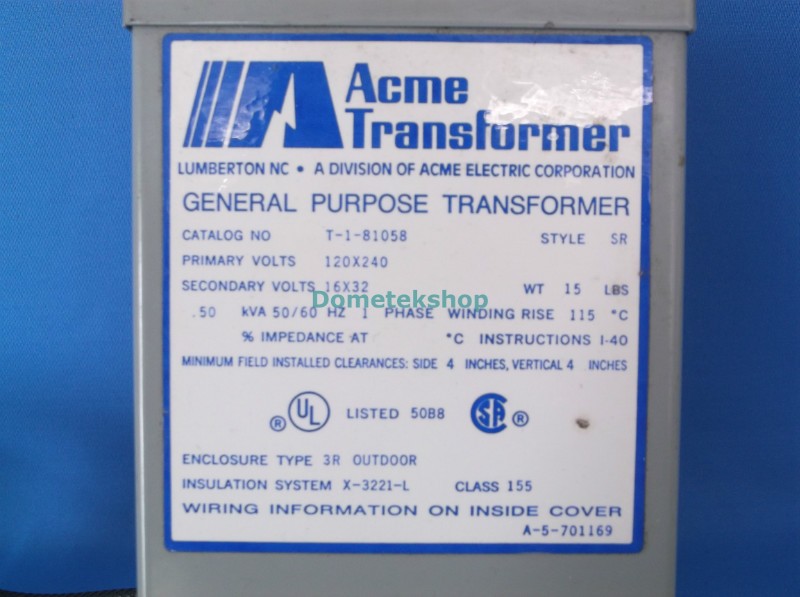 Acme
Transformer
LUMBERTON NC • A DIVISION OF ACME ELECTRIC CORPORATION
GENERAL PURPOSE TRANSFORMER
CATALOG NO T-1-81058 STYLE SR
PRIMARY VOLTS 120X240
SECONDARY VOLTS 16X32 WT 15 LBS
Dometekshop
.50 kVA 50/60 HZ 1 PHASE WINDING RISE 115 °C
% IMPEDANCE AT °C INSTRUCTIONS I-40
MINIMUM FIELD INSTALLED CLEARANCES: SIDE 4 INCHES, VERTICAL 4 INCHES
® UL LISTED 50B8 SA ®
ENCLOSURE TYPE 3R OUTDOOR
INSULATION SYSTEM X-3221-L CLASS 155
WIRING INFORMATION ON INSIDE COVER
A-5-701169